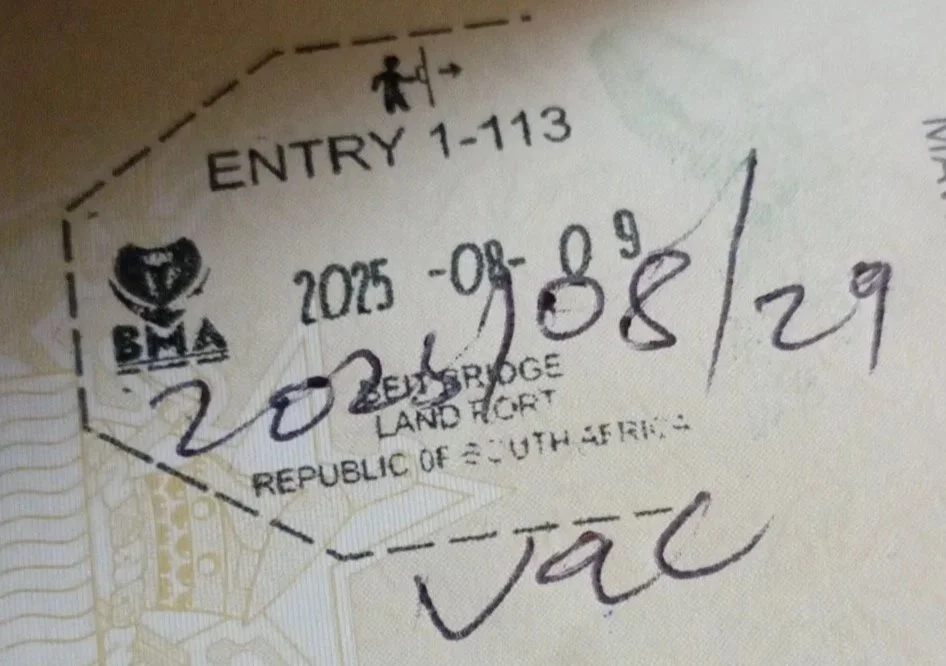 ENTRY 1-113
2025 -08- 09
BMA
2025/08/29
BEITBRIDGE
LAND PORT
REPUBLIC OF SOUTH AFRICA
Vac